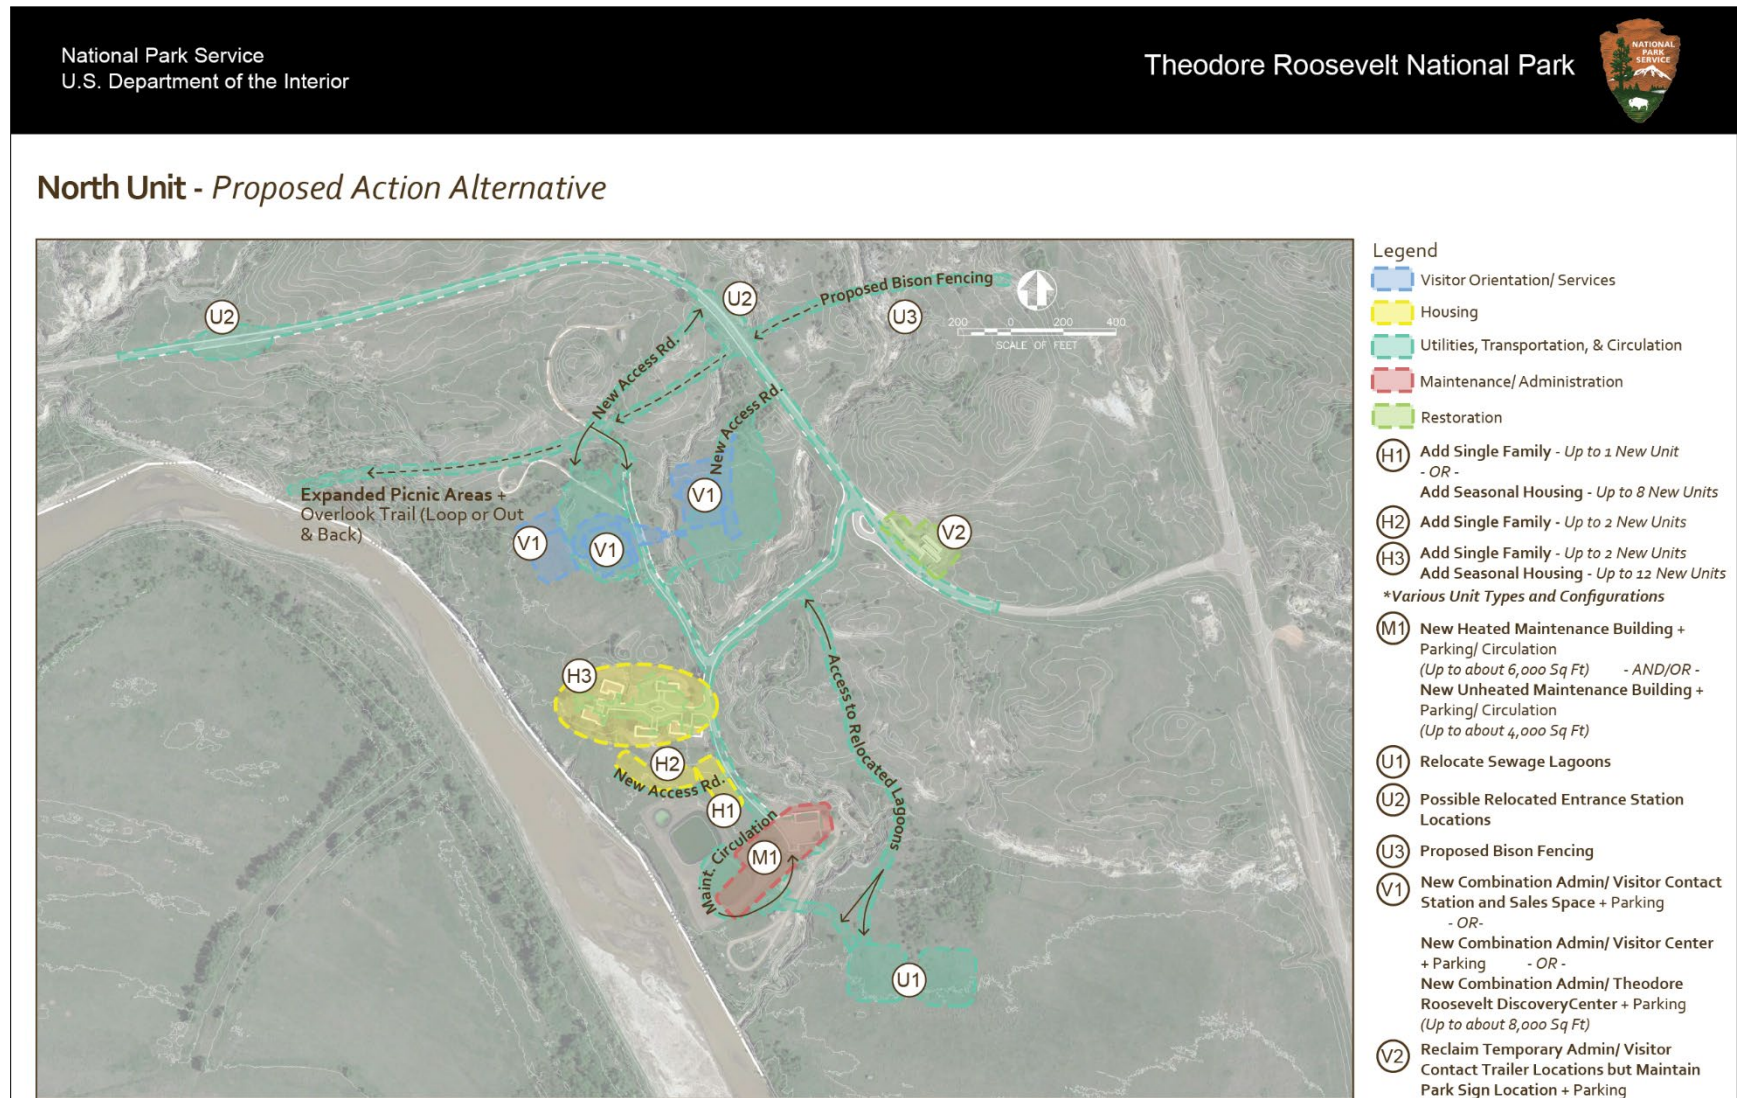 National Park Service
U.S. Department of the Interior
Theodore Roosevelt National Park
NATIONAL
PARK
SERVICE
North Unit - Proposed Action Alternative
U2
U2
Proposed Bison Fencing
U3
200 0 200 400
SCALE OF FEET
New Access Rd.
New Access Rd.
Expanded Picnic Areas +
Overlook Trail (Loop or Out
& Back)
V1
V1
V1
V2
H3
H2
New Access Rd.
H1
Access to Relocated Lagoons
Maint. Circulation
M1
U1
Legend
Visitor Orientation/ Services
Housing
Utilities, Transportation, & Circulation
Maintenance/ Administration
Restoration
H1 Add Single Family - Up to 1 New Unit
- OR -
Add Seasonal Housing - Up to 8 New Units
H2 Add Single Family - Up to 2 New Units
H3 Add Single Family - Up to 2 New Units
Add Seasonal Housing - Up to 12 New Units
*Various Unit Types and Configurations
M1 New Heated Maintenance Building +
Parking/ Circulation
(Up to about 6,000 Sq Ft) - AND/OR -
New Unheated Maintenance Building +
Parking/ Circulation
(Up to about 4,000 Sq Ft)
U1 Relocate Sewage Lagoons
U2 Possible Relocated Entrance Station
Locations
U3 Proposed Bison Fencing
V1 New Combination Admin/ Visitor Contact
Station and Sales Space + Parking
- OR-
New Combination Admin/ Visitor Center
+ Parking - OR -
New Combination Admin/ Theodore
Roosevelt DiscoveryCenter + Parking
(Up to about 8,000 Sq Ft)
V2 Reclaim Temporary Admin/ Visitor
Contact Trailer Locations but Maintain
Park Sign Location + Parking